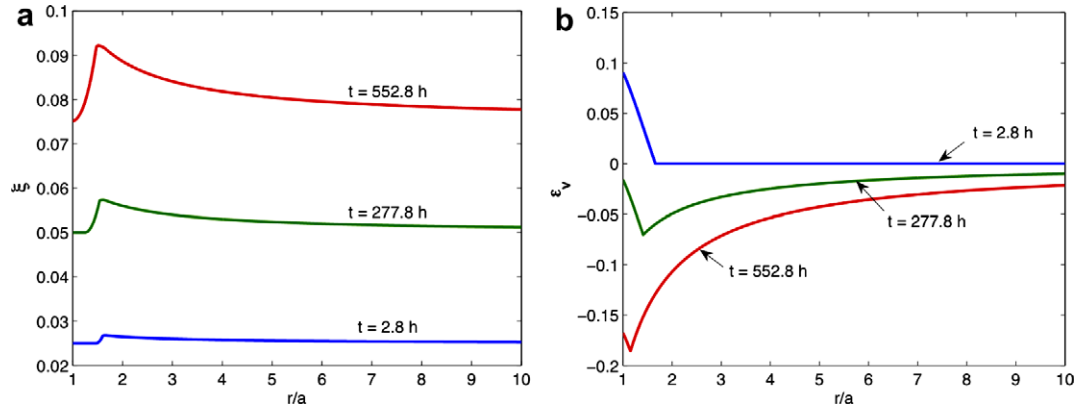 a
0.1
0.09
0.08
0.07
0.06
0.05
0.04
0.03
0.02
ξ
t = 552.8 h
t = 277.8 h
t = 2.8 h
1 2 3 4 5 6 7 8 9 10
r/a
b
0.15
0.1
0.05
0
−0.05
−0.1
−0.15
−0.2
εv
t = 2.8 h
t = 277.8 h
t = 552.8 h
1 2 3 4 5 6 7 8 9 10
r/a